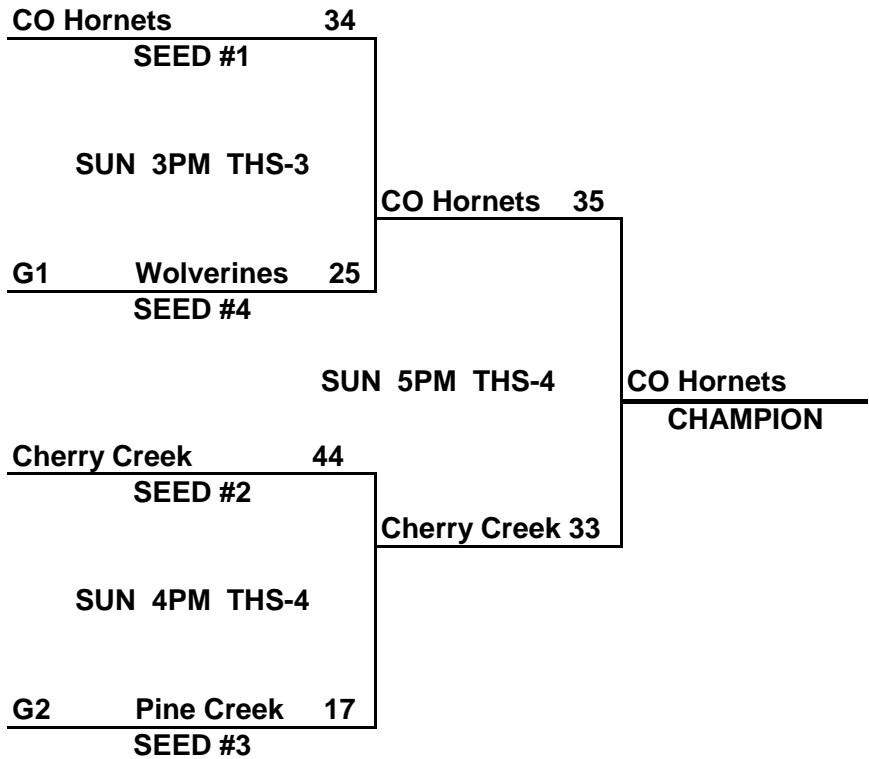 CO Hornets 34
SEED #1
SUN 3PM THS-3
CO Hornets 35
G1 Wolverines 25
SEED #4
SUN 5PM THS-4
CO Hornets
CHAMPION
Cherry Creek 44
SEED #2
Cherry Creek 33
SUN 4PM THS-4
G2 Pine Creek 17
SEED #3